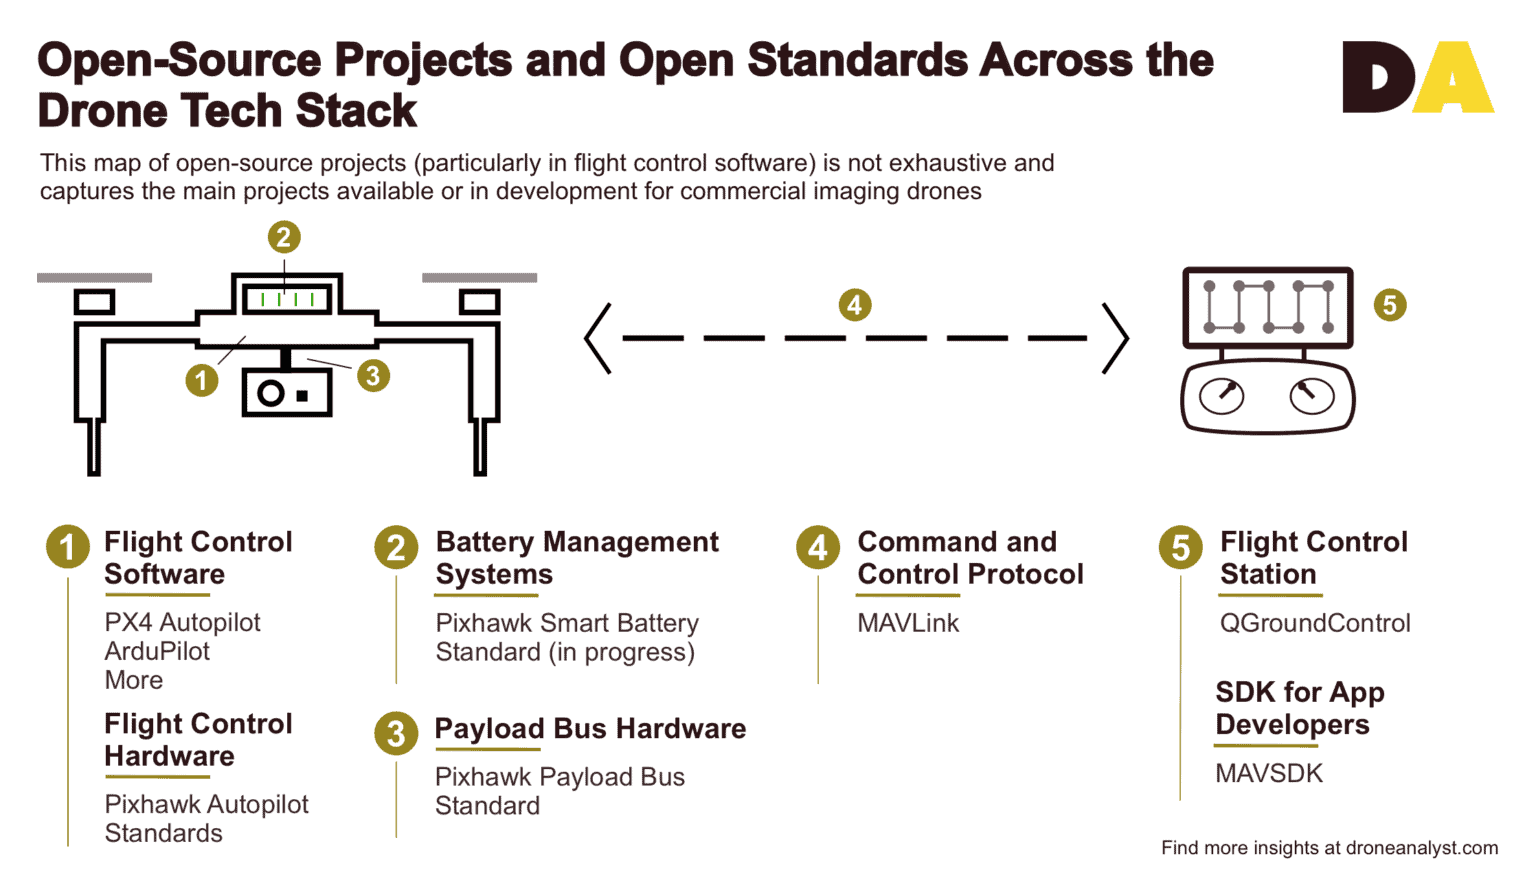 Open-Source Projects and Open Standards Across the
Drone Tech Stack
DA
This map of open-source projects (particularly in flight control software) is not exhaustive and
captures the main projects available or in development for commercial imaging drones
2
1
3
4
5
1
Flight Control
Software
PX4 Autopilot
ArduPilot
More
Flight Control
Hardware
Pixhawk Autopilot
Standards
2
Battery Management
Systems
Pixhawk Smart Battery
Standard (in progress)
3
Payload Bus Hardware
Pixhawk Payload Bus
Standard
4
Command and
Control Protocol
MAVLink
5
Flight Control
Station
QGroundControl
SDK for App
Developers
MAVSDK
Find more insights at droneanalyst.com